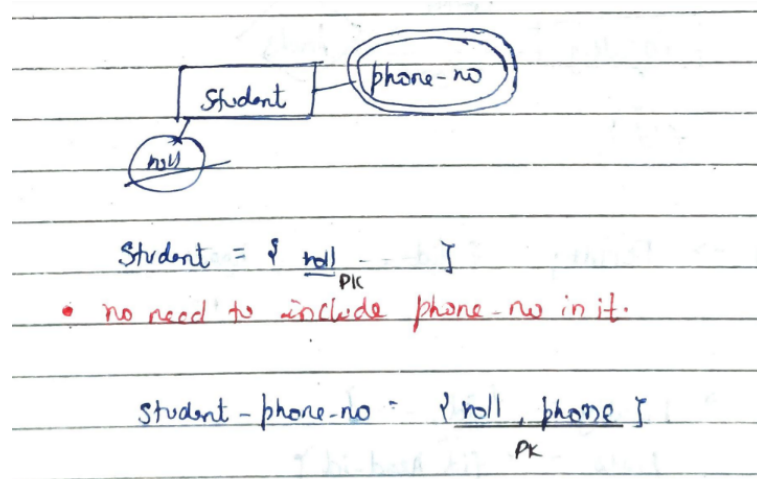 Student phone-no
roll
Student = { roll }
PK
• no need to include phone-no in it.
Student-phone-no = { roll, phone }
PK